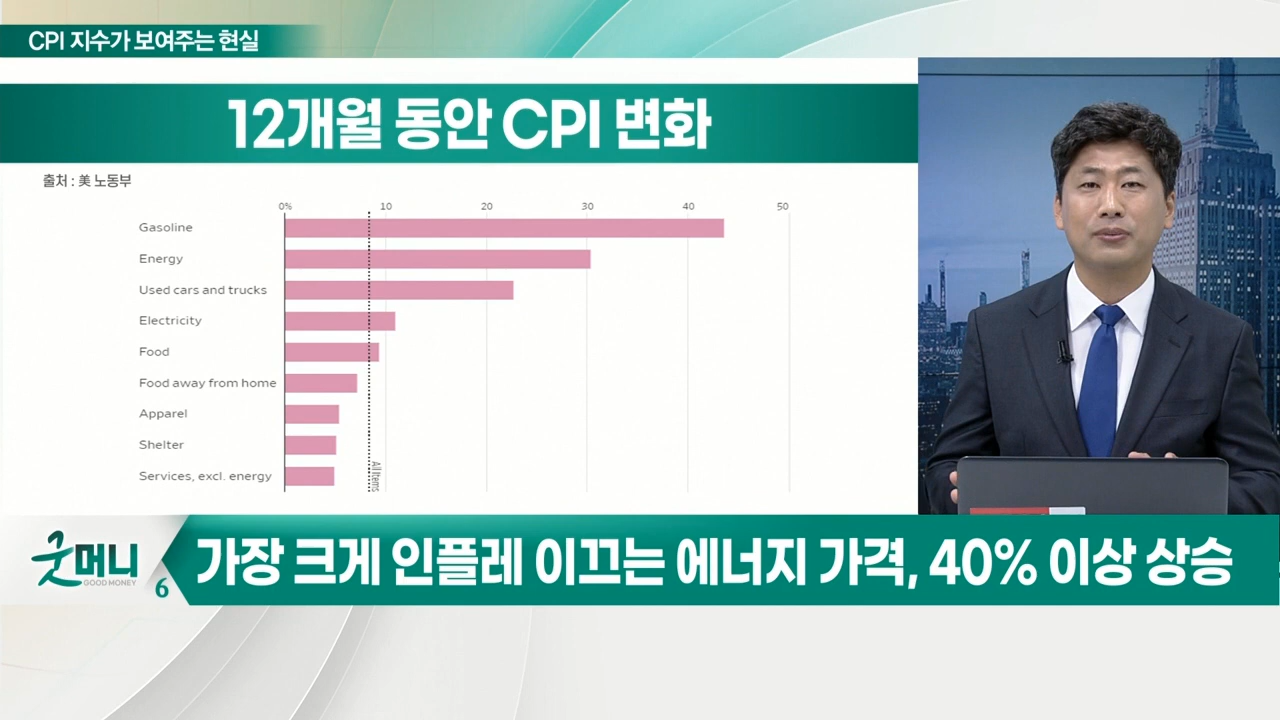 CPI 지수가 보여주는 현실
12개월 동안 CPI 변화
출처 : 美 노동부
0% 10 20 30 40 50
Gasoline
Energy
Used cars and trucks
Electricity
Food
Food away from home
Apparel
Shelter
Services, excl. energy
All items
굿머니
GOOD MONEY
6
가장 크게 인플레 이끄는 에너지 가격, 40% 이상 상승